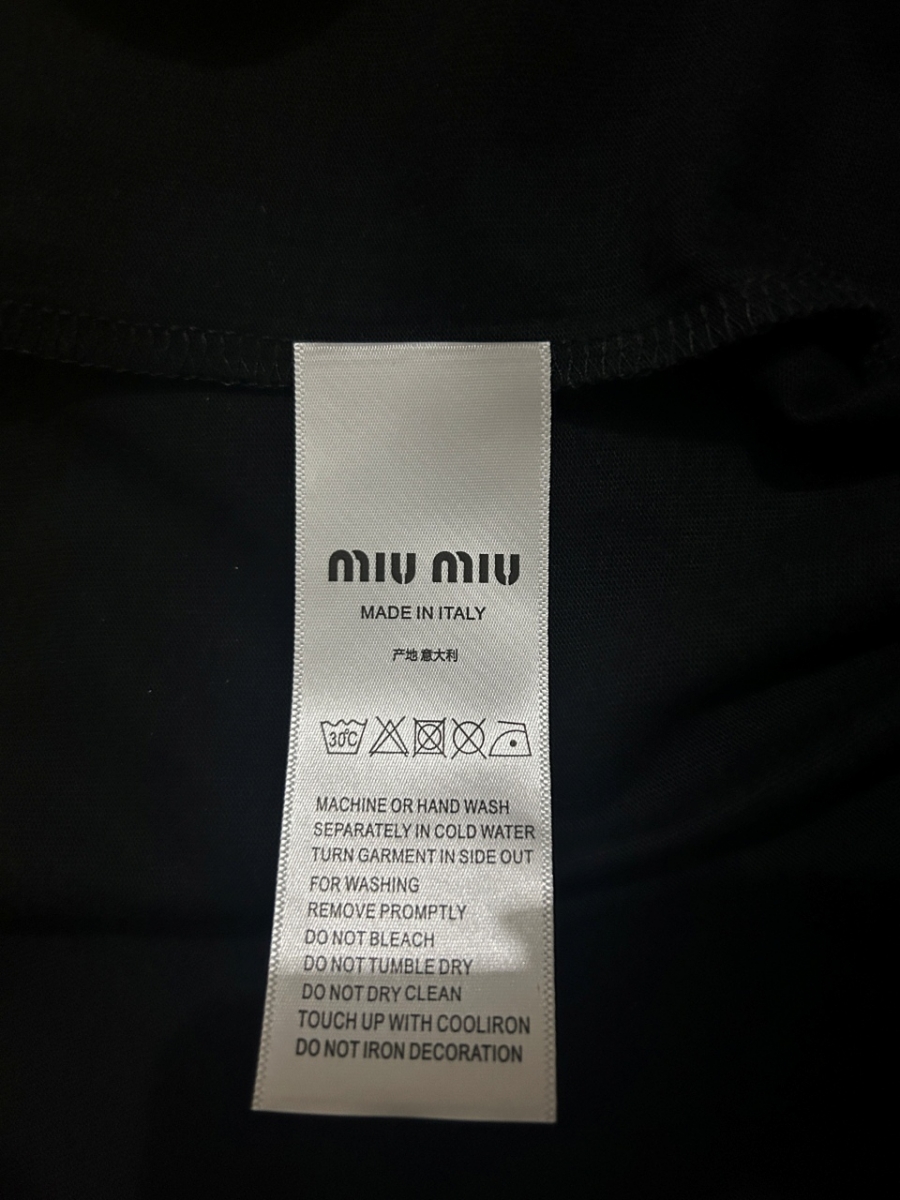 MIU MIU
MADE IN ITALY
产地 意大利
30°C
MACHINE OR HAND WASH
SEPARATELY IN COLD WATER
TURN GARMENT IN SIDE OUT
FOR WASHING
REMOVE PROMPTLY
DO NOT BLEACH
DO NOT TUMBLE DRY
DO NOT DRY CLEAN
TOUCH UP WITH COOLIRON
DO NOT IRON DECORATION